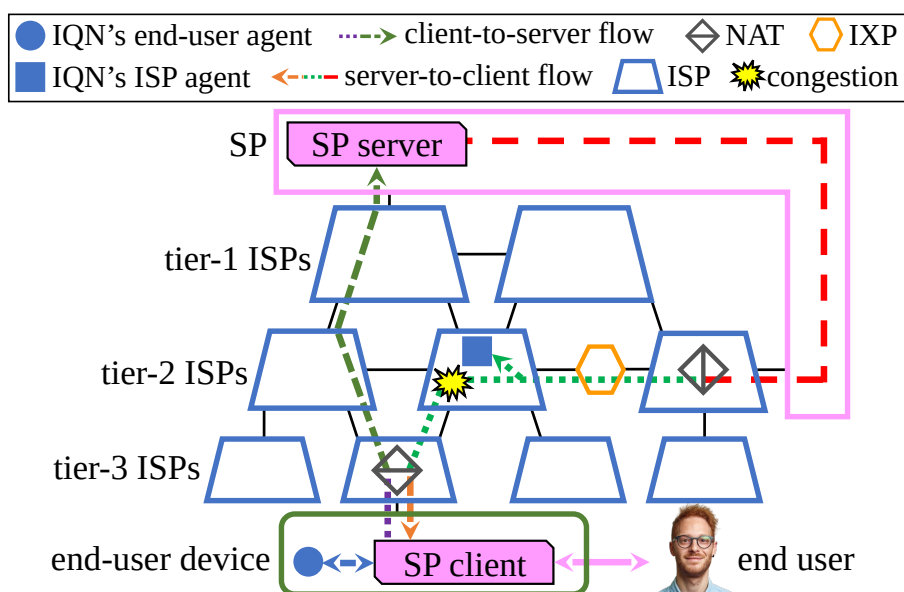 IQN's end-user agent client-to-server flow NAT IXP
IQN's ISP agent server-to-client flow ISP congestion
SP SP server
tier-1 ISPs
tier-2 ISPs
tier-3 ISPs
end-user device SP client end user